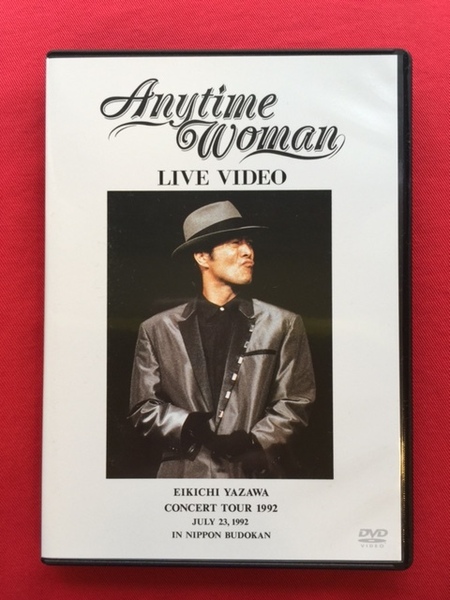 Anytime
Woman
LIVE VIDEO
EIKICHI YAZAWA
CONCERT TOUR 1992
JULY 23, 1992
IN NIPPON BUDOKAN
DVD
VIDEO